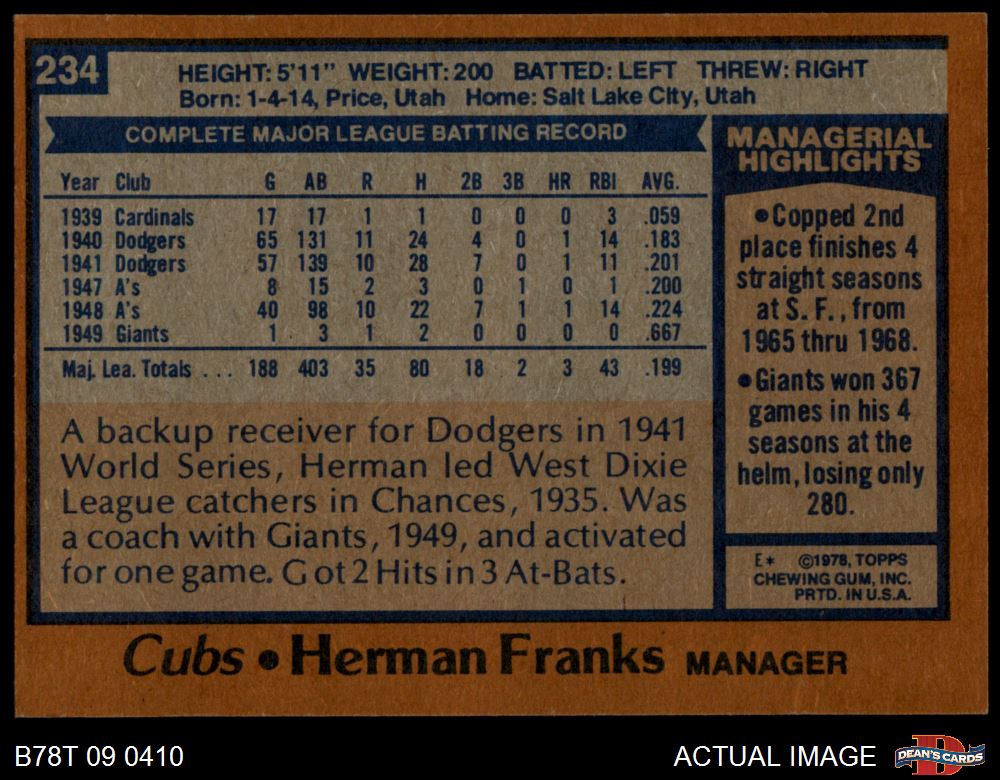 234
HEIGHT: 5'11" WEIGHT: 200 BATTED: LEFT THREW: RIGHT
Born: 1-4-14, Price, Utah Home: Salt Lake City, Utah
COMPLETE MAJOR LEAGUE BATTING RECORD
Year Club G AB R H 2B 3B HR RBI AVG.
1939 Cardinals 17 17 1 1 0 0 0 3 .059
1940 Dodgers 65 131 11 24 4 0 1 14 .183
1941 Dodgers 57 139 10 28 7 0 1 11 .201
1947 A's 8 15 2 3 0 1 0 1 .200
1948 A's 40 98 10 22 7 1 1 14 .224
1949 Giants 1 3 1 2 0 0 0 0 .667
Maj. Lea. Totals ... 188 403 35 80 18 2 3 43 .199
A backup receiver for Dodgers in 1941
World Series, Herman led West Dixie
League catchers in Chances, 1935. Was
a coach with Giants, 1949, and activated
for one game. Got 2 Hits in 3 At-Bats.
MANAGERIAL
HIGHLIGHTS
•Copped 2nd
place finishes 4
straight seasons
at S. F., from
1965 thru 1968.
•Giants won 367
games in his 4
seasons at the
helm, losing only
280.
E* ©1978, TOPPS
CHEWING GUM, INC.
PRTD. IN U.S.A.
Cubs • Herman Franks MANAGER
B78T 09 0410
ACTUAL IMAGE
D
DEAN'S CARDS